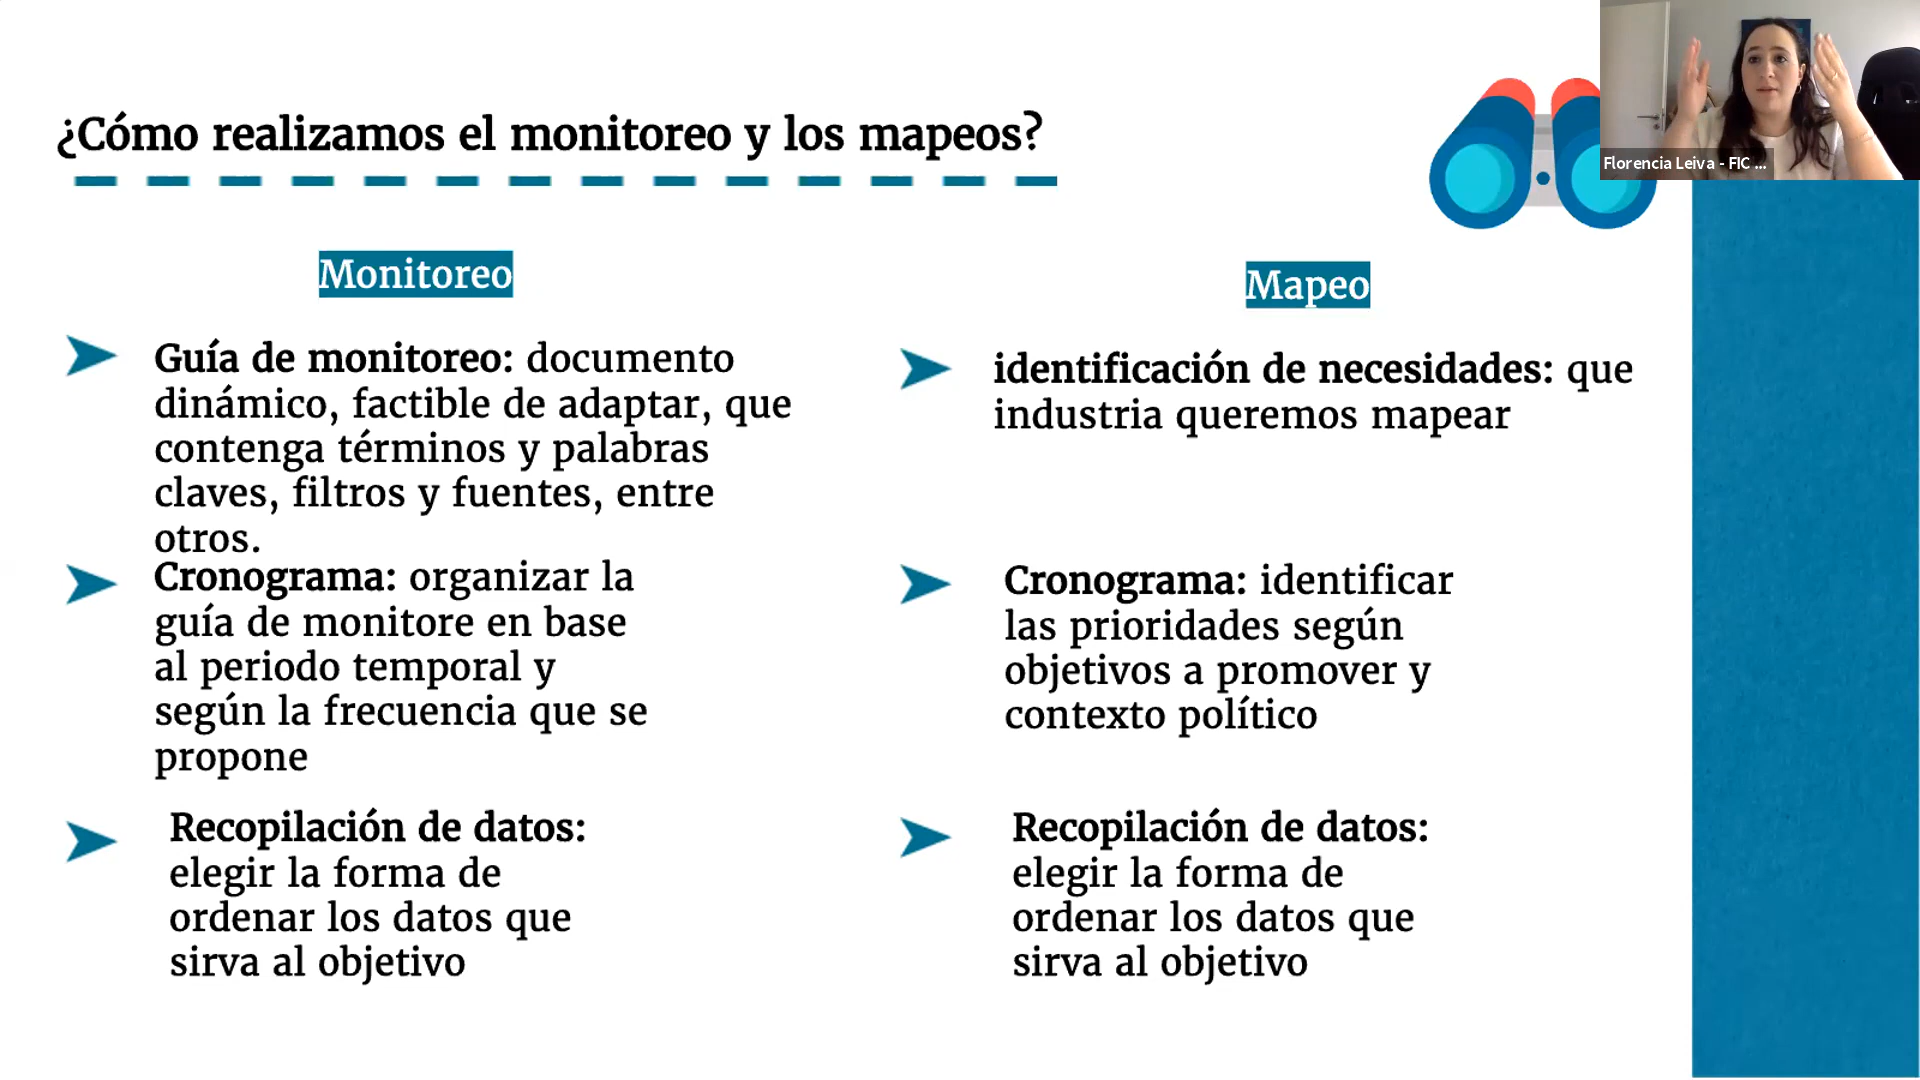 ¿Cómo realizamos el monitoreo y los mapeos?
Florencia Leiva - FIC ...
Monitoreo
Guía de monitoreo: documento
dinámico, factible de adaptar, que
contenga términos y palabras
claves, filtros y fuentes, entre
otros.
Cronograma: organizar la
guía de monitore en base
al periodo temporal y
según la frecuencia que se
propone
Recopilación de datos:
elegir la forma de
ordenar los datos que
sirva al objetivo
Mapeo
identificación de necesidades: que
industria queremos mapear
Cronograma: identificar
las prioridades según
objetivos a promover y
contexto político
Recopilación de datos:
elegir la forma de
ordenar los datos que
sirva al objetivo